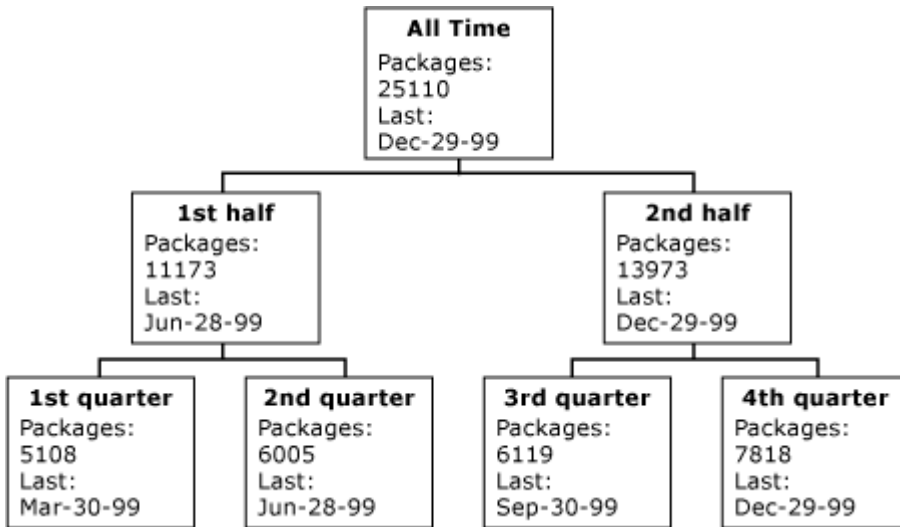 All Time
Packages:
25110
Last:
Dec-29-99
1st half
Packages:
11173
Last:
Jun-28-99
2nd half
Packages:
13973
Last:
Dec-29-99
1st quarter
Packages:
5108
Last:
Mar-30-99
2nd quarter
Packages:
6005
Last:
Jun-28-99
3rd quarter
Packages:
6119
Last:
Sep-30-99
4th quarter
Packages:
7818
Last:
Dec-29-99